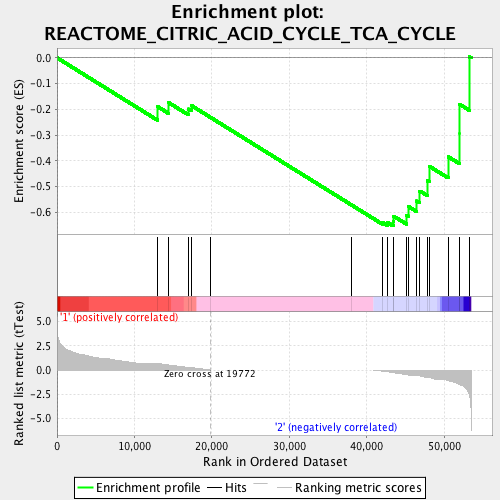 Enrichment plot:
REACTOME_CITRIC_ACID_CYCLE_TCA_CYCLE
Enrichment score (ES)
0.0
-0.1
-0.2
-0.3
-0.4
-0.5
-0.6
Ranked list metric (tTest)
5.0
2.5
0.0
-2.5
-5.0
'1' (positively correlated)
Zero cross at 19772
'2' (negatively correlated)
0
10,000
20,000
30,000
40,000
50,000
Rank in Ordered Dataset
Enrichment profile
Hits
Ranking metric scores